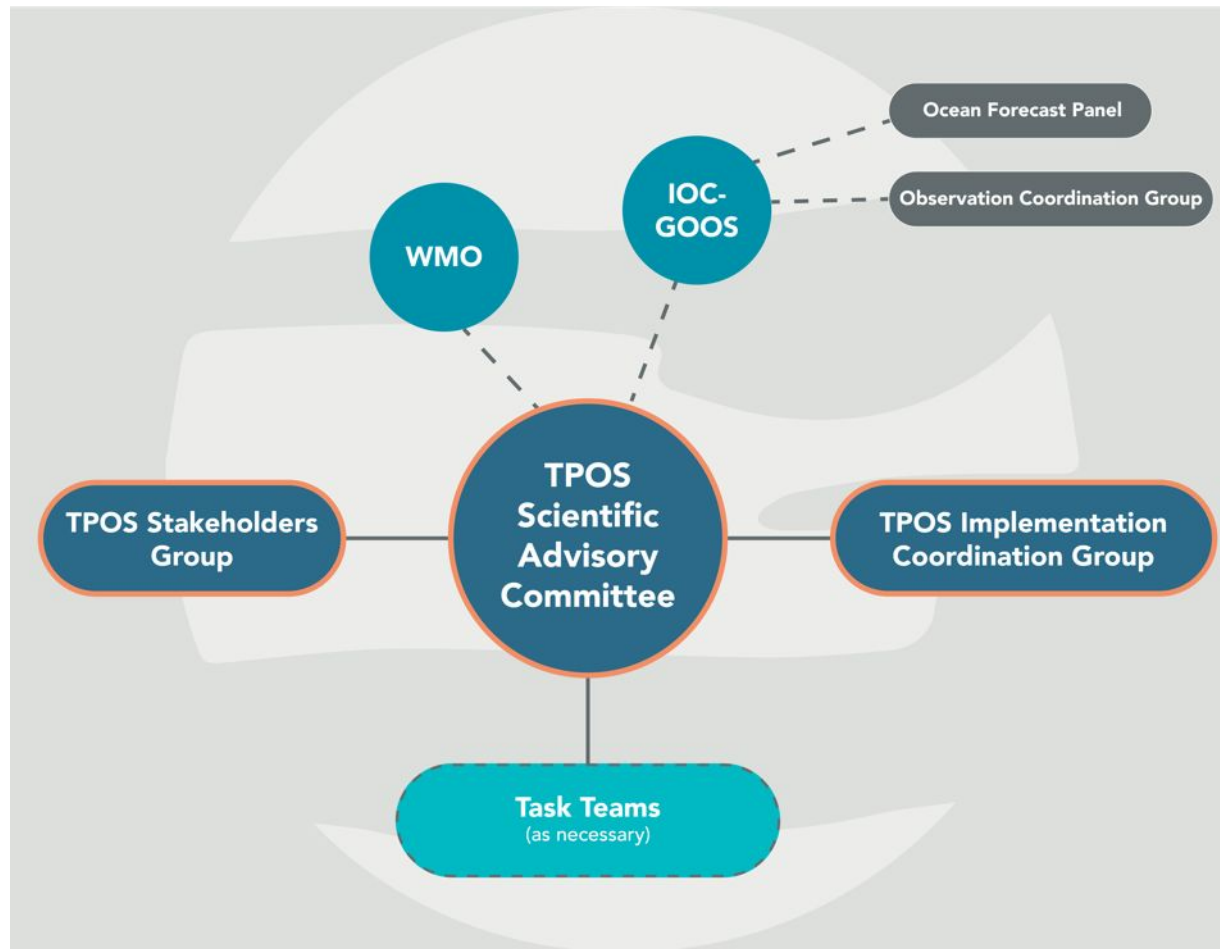 Ocean Forecast Panel
IOC-
GOOS
Observation Coordination Group
WMO
TPOS
Scientific
Advisory
Committee
TPOS Stakeholders
Group
TPOS Implementation
Coordination Group
Task Teams
(as necessary)